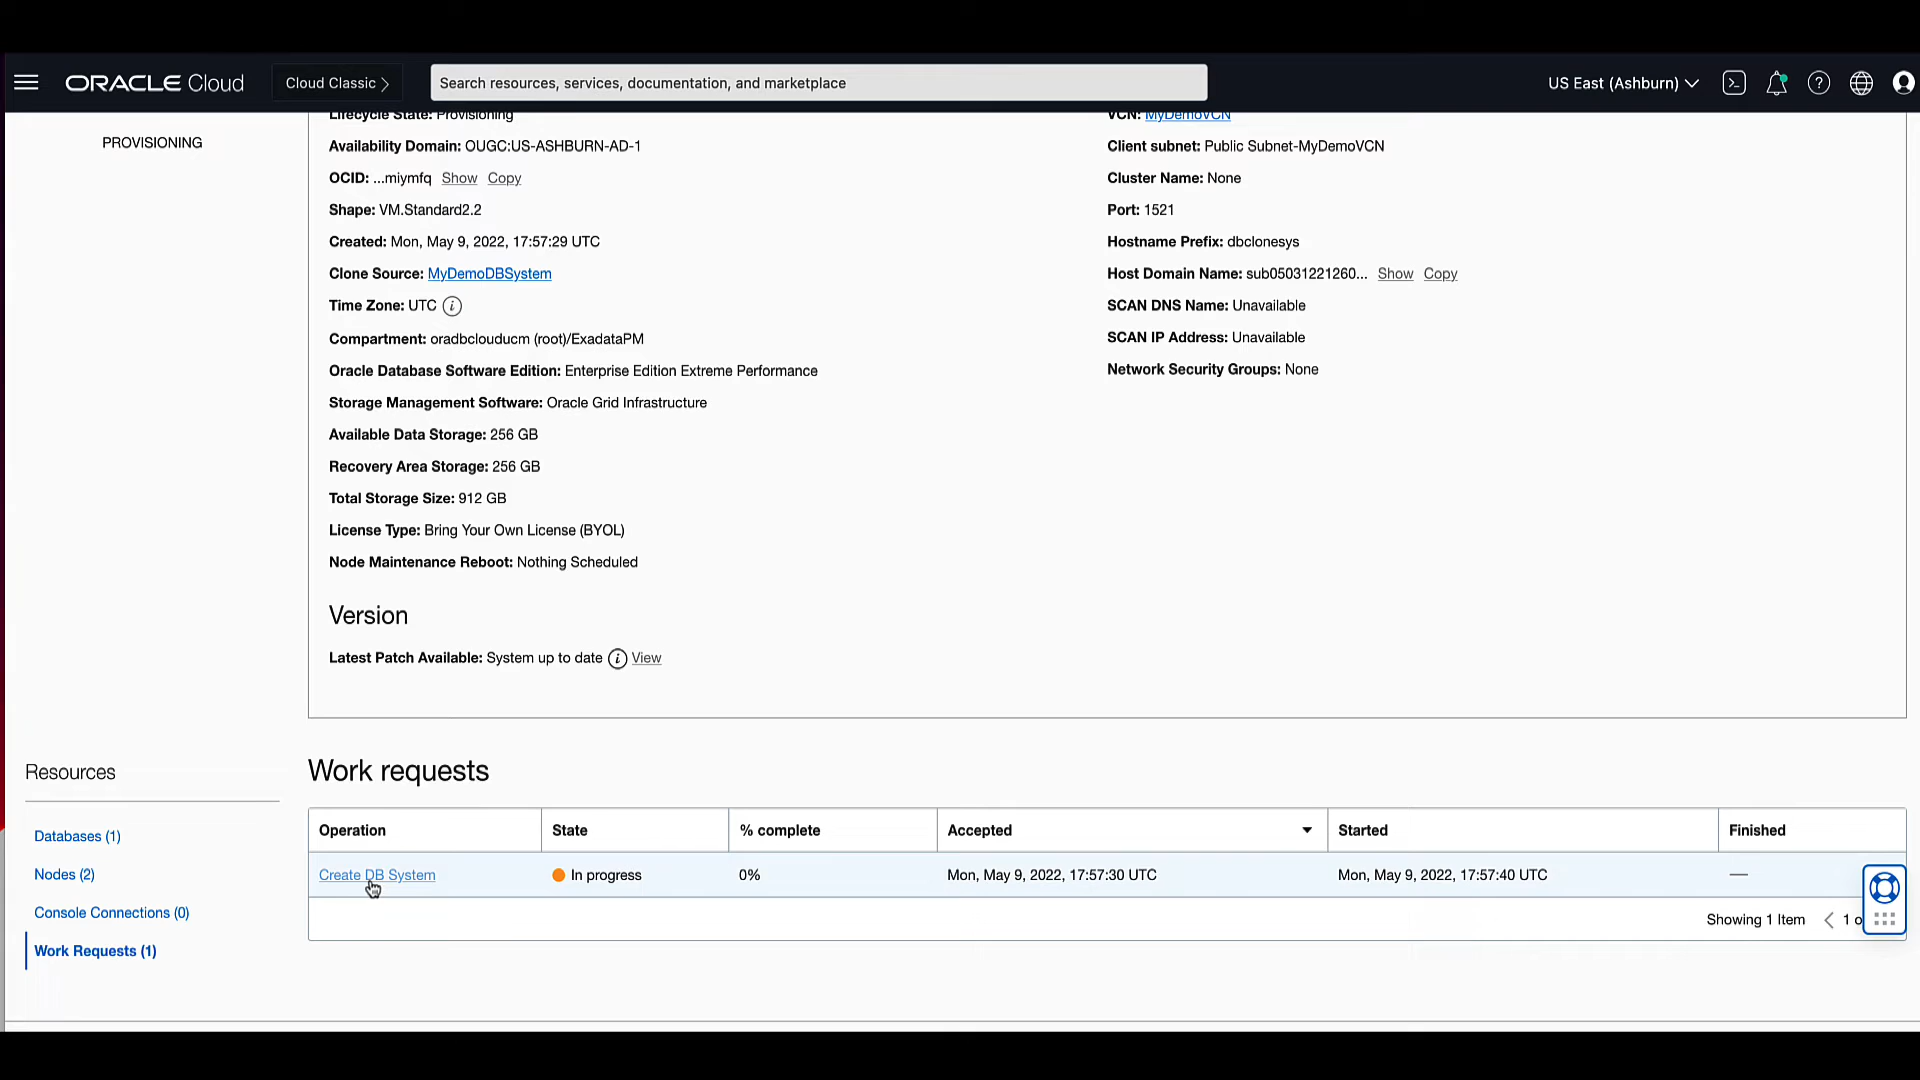 ORACLE Cloud
Cloud Classic
Search resources, services, documentation, and marketplace
US East (Ashburn)
PROVISIONING
Lifecycle State: Provisioning
Availability Domain: OUGC:US-ASHBURN-AD-1
OCID: ...miymfq Show Copy
Shape: VM.Standard2.2
Created: Mon, May 9, 2022, 17:57:29 UTC
Clone Source: MyDemoDBSystem
Time Zone: UTC
Compartment: oradbclouducm (root)/ExadataPM
Oracle Database Software Edition: Enterprise Edition Extreme Performance
Storage Management Software: Oracle Grid Infrastructure
Available Data Storage: 256 GB
Recovery Area Storage: 256 GB
Total Storage Size: 912 GB
License Type: Bring Your Own License (BYOL)
Node Maintenance Reboot: Nothing Scheduled
VCN: MyDemoVCN
Client subnet: Public Subnet-MyDemoVCN
Cluster Name: None
Port: 1521
Hostname Prefix: dbclonesys
Host Domain Name: sub05031221260... Show Copy
SCAN DNS Name: Unavailable
SCAN IP Address: Unavailable
Network Security Groups: None
Version
Latest Patch Available: System up to date View
Resources
Databases (1)
Nodes (2)
Console Connections (0)
Work Requests (1)
Work requests
Operation State % complete Accepted Started Finished
Create DB System In progress 0% Mon, May 9, 2022, 17:57:30 UTC Mon, May 9, 2022, 17:57:40 UTC —
Showing 1 Item 1 o